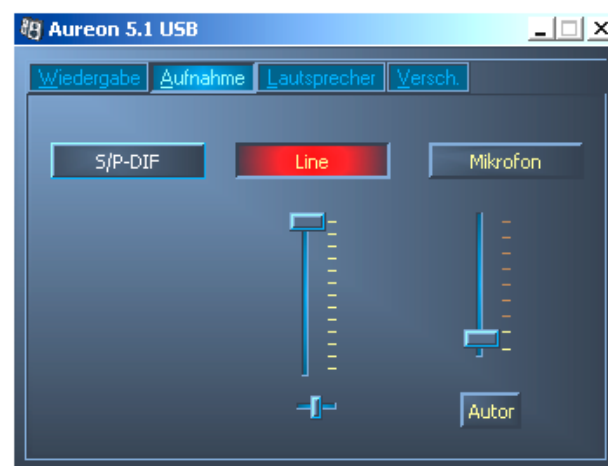 Aureon 5.1 USB
Wiedergabe Aufnahme Lautsprecher Versch.
S/P-DIF Line Mikrofon
Autor